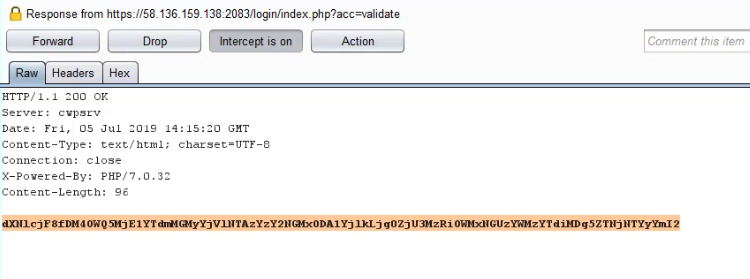 Response from https://58.136.159.138:2083/login/index.php?acc=validate
Forward Drop Intercept is on Action Comment this item
Raw Headers Hex
HTTP/1.1 200 OK
Server: cwpsrv
Date: Fri, 05 Jul 2019 14:15:20 GMT
Content-Type: text/html; charset=UTF-8
Connection: close
X-Powered-By: PHP/7.0.32
Content-Length: 96